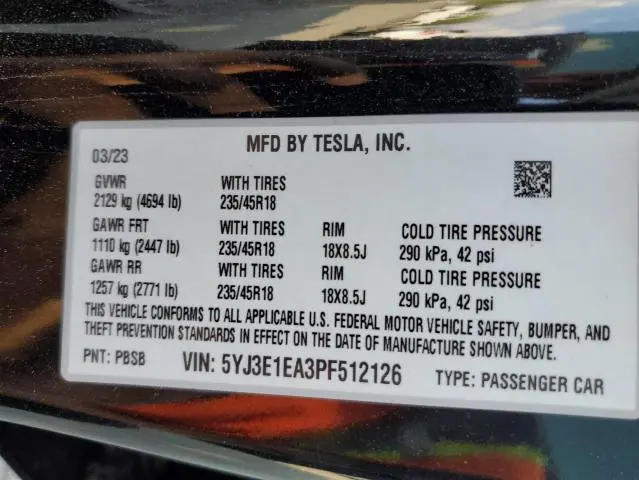 MFD BY TESLA, INC.
03/23
GVWR WITH TIRES
2129 kg (4694 lb) 235/45R18
GAWR FRT WITH TIRES RIM COLD TIRE PRESSURE
1110 kg (2447 lb) 235/45R18 18X8.5J 290 kPa, 42 psi
GAWR RR WITH TIRES RIM COLD TIRE PRESSURE
1257 kg (2771 lb) 235/45R18 18X8.5J 290 kPa, 42 psi
THIS VEHICLE CONFORMS TO ALL APPLICABLE U.S. FEDERAL MOTOR VEHICLE SAFETY, BUMPER, AND
THEFT PREVENTION STANDARDS IN EFFECT ON THE DATE OF MANUFACTURE SHOWN ABOVE.
PNT: PBSB VIN: 5YJ3E1EA3PF512126 TYPE: PASSENGER CAR